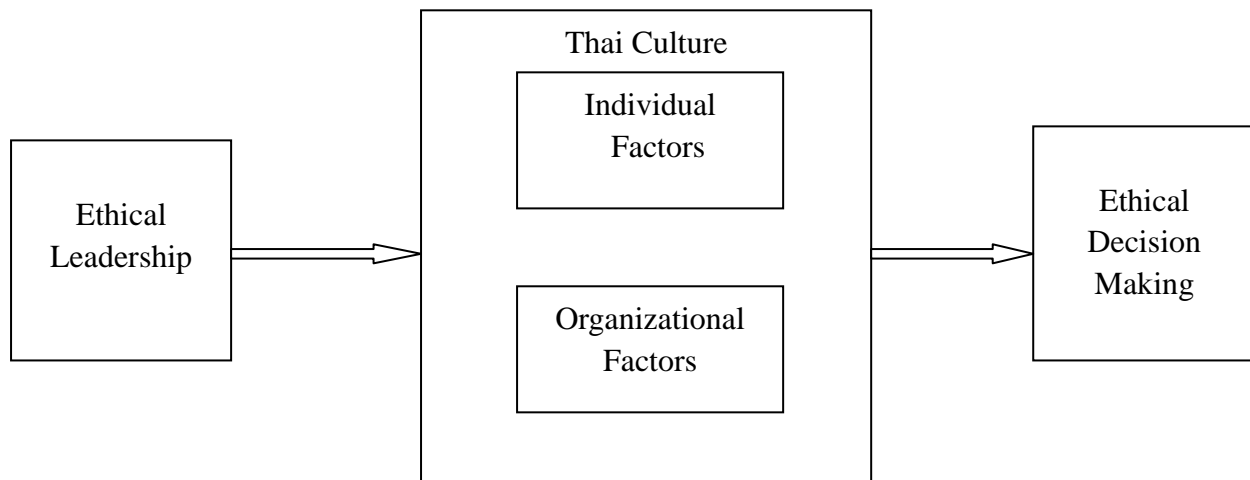 Thai Culture
Individual
Factors
Ethical
Leadership
Organizational
Factors
Ethical
Decision
Making